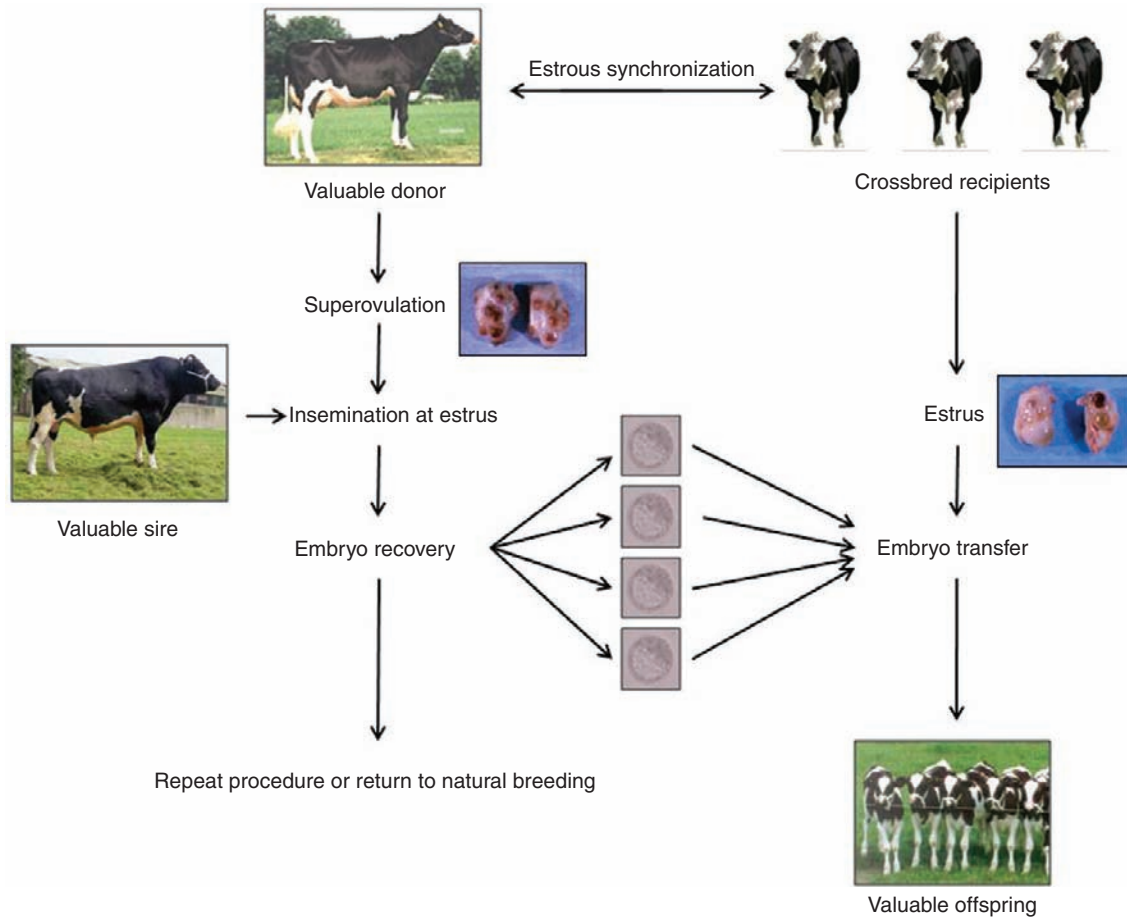 Estrous synchronization
Valuable donor
Crossbred recipients
Superovulation
Insemination at estrus
Estrus
Valuable sire
Embryo recovery
Embryo transfer
Repeat procedure or return to natural breeding
Valuable offspring